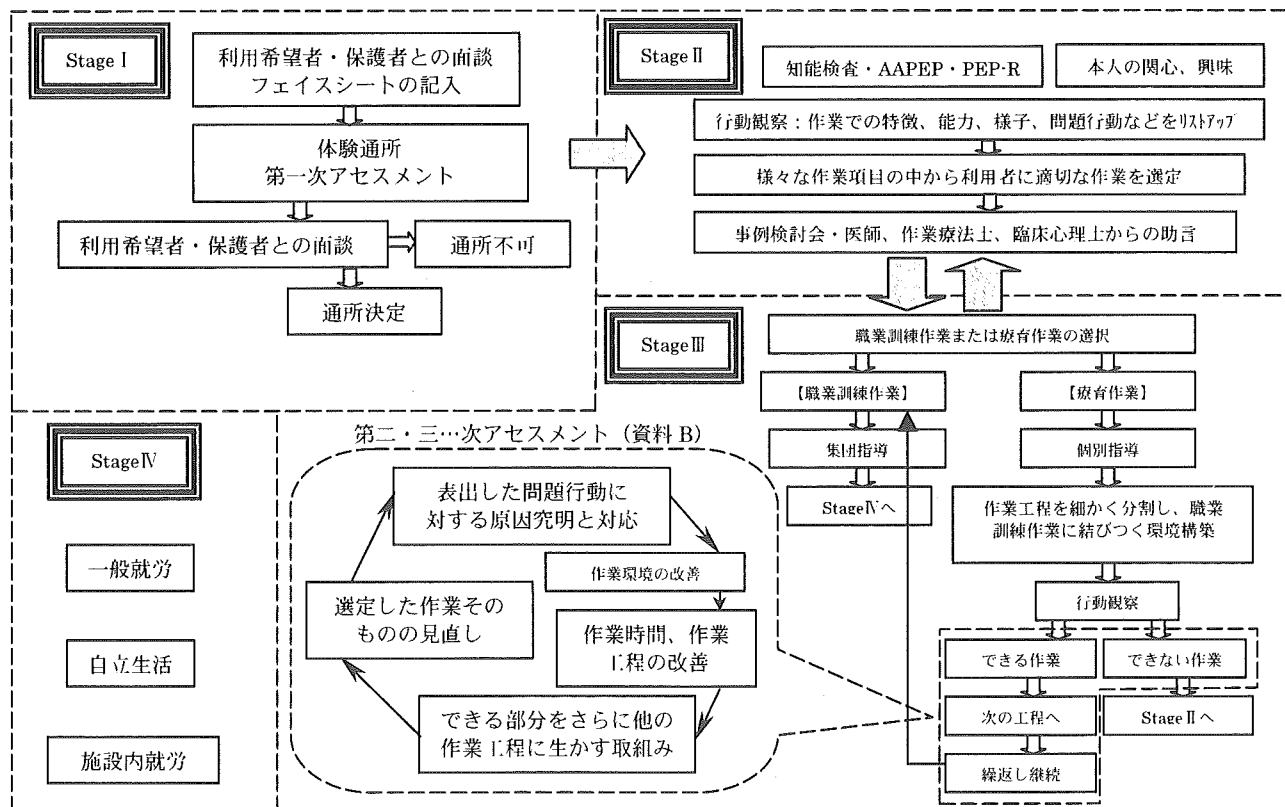 Stage Ⅰ
利用希望者・保護者との面談
フェイスシートの記入
体験通所
第一次アセスメント
利用希望者・保護者との面談
通所不可
通所決定
Stage Ⅱ
知能検査・AAPEP・PEP-R
本人の関心、興味
行動観察：作業での特徴、能力、様子、問題行動などをリストアップ
様々な作業項目の中から利用者に適切な作業を選定
事例検討会・医師、作業療法士、臨床心理士からの助言
Stage Ⅲ
職業訓練作業または療育作業の選択
【職業訓練作業】
【療育作業】
集団指導
個別指導
StageⅣへ
作業工程を細かく分割し、職業
訓練作業に結びつく環境構築
行動観察
できる作業
できない作業
次の工程へ
StageⅡへ
繰返し継続
第二・三…次アセスメント（資料 B）
表出した問題行動に
対する原因究明と対応
作業環境の改善
作業時間、作業
工程の改善
できる部分をさらに他の
作業工程に生かす取組み
選定した作業そのも
のの見直し
StageⅣ
一般就労
自立生活
施設内就労